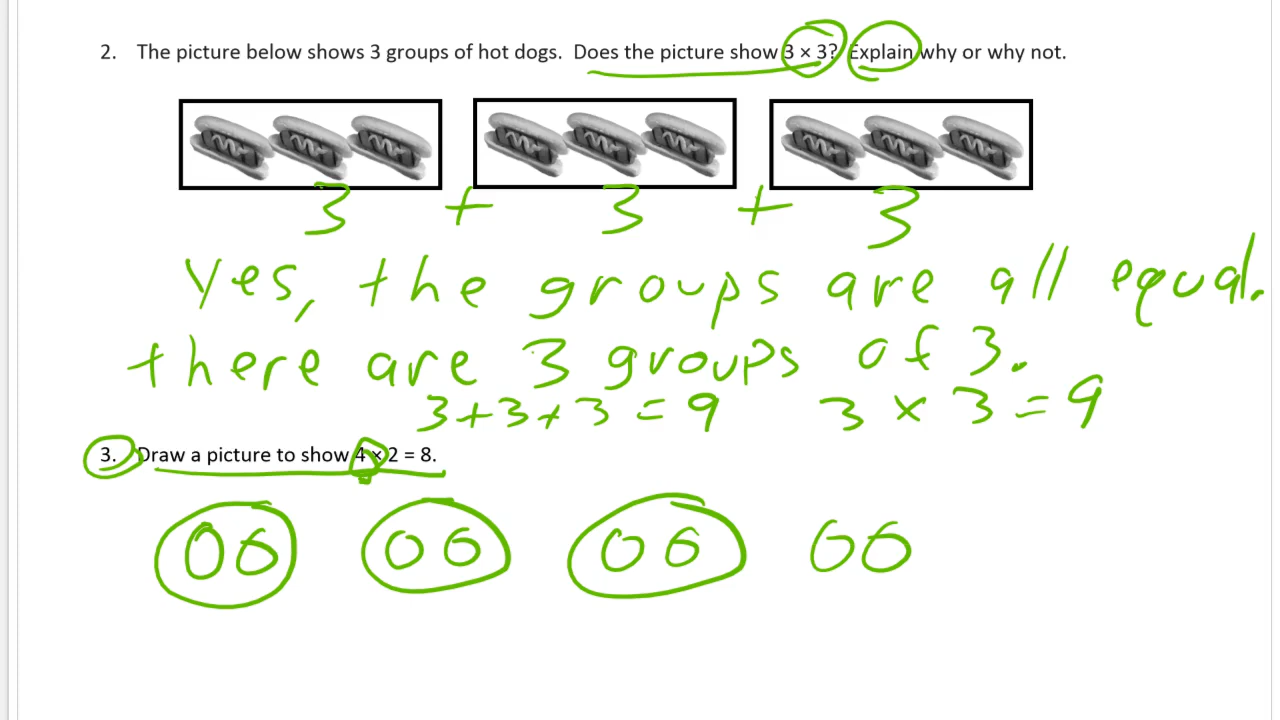 2. The picture below shows 3 groups of hot dogs. Does the picture show 3 × 3? Explain why or why not.
3 + 3 + 3
Yes, the groups are all equal.
there are 3 groups of 3.
3+3+3=9 3 × 3=9
3. Draw a picture to show 4 × 2 = 8.